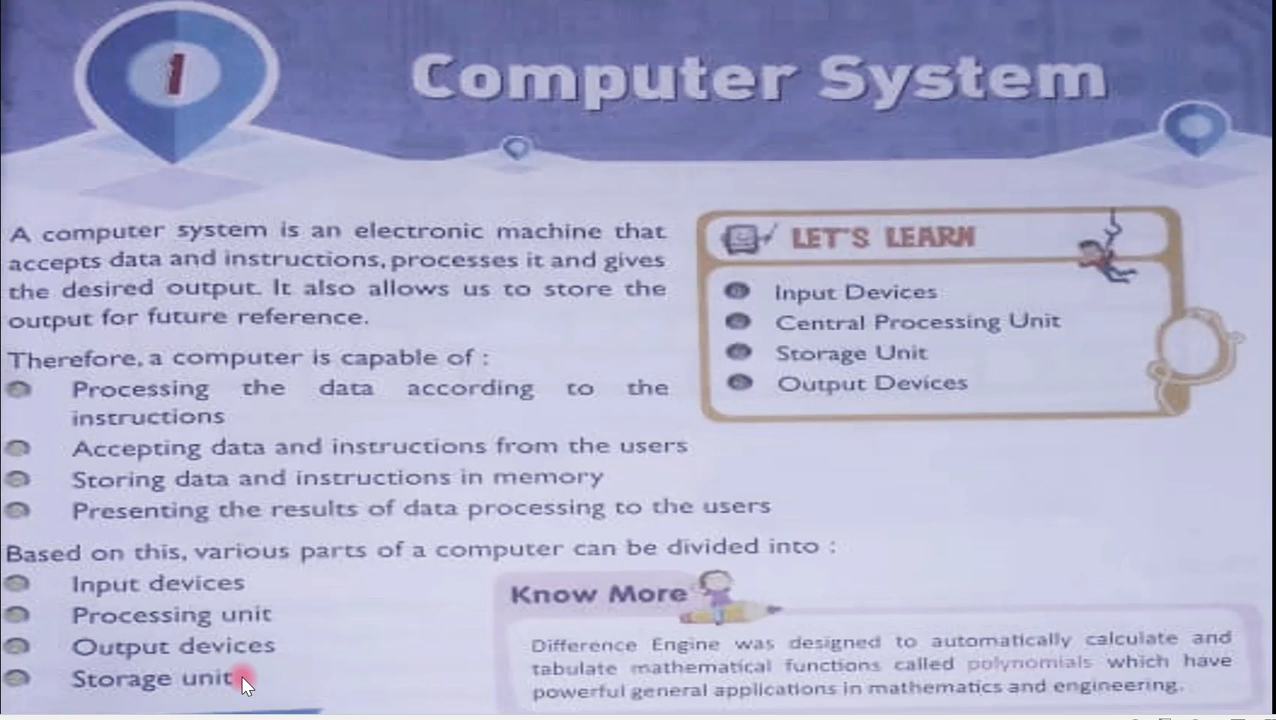 1
Computer System
A computer system is an electronic machine that
accepts data and instructions, processes it and gives
the desired output. It also allows us to store the
output for future reference.
Therefore, a computer is capable of :
Processing the data according to the
instructions
Accepting data and instructions from the users
Storing data and instructions in memory
Presenting the results of data processing to the users
LET'S LEARN
Input Devices
Central Processing Unit
Storage Unit
Output Devices
Based on this, various parts of a computer can be divided into :
Input devices
Processing unit
Output devices
Storage unit
Know More
Difference Engine was designed to automatically calculate and
tabulate mathematical functions called polynomials which have
powerful general applications in mathematics and engineering.